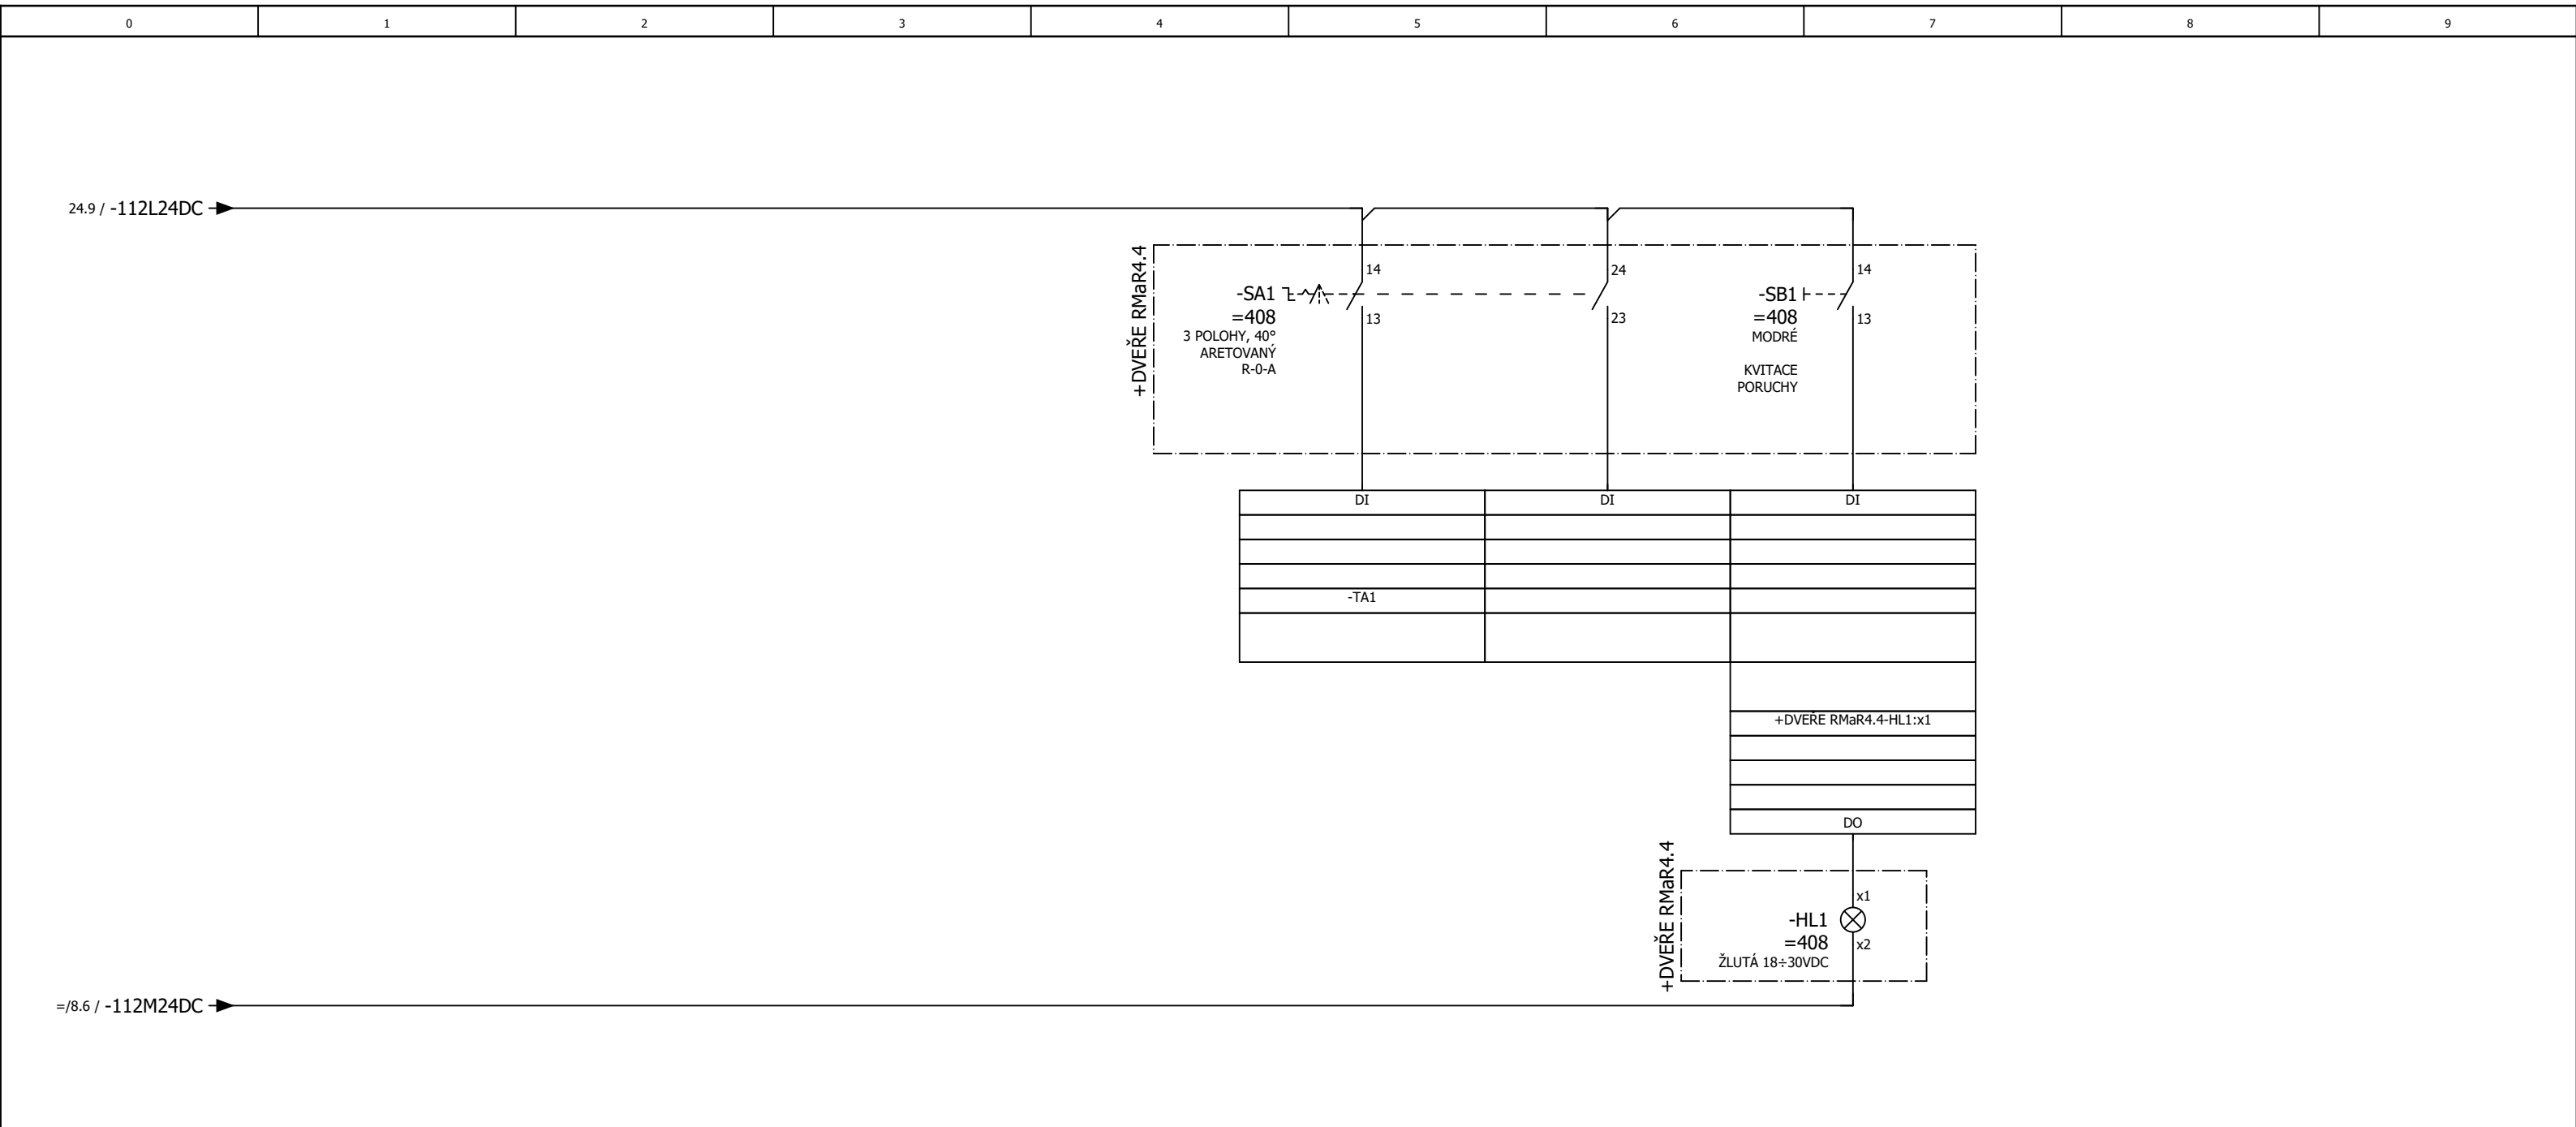 0 1 2 3 4 5 6 7 8 9
24.9 / -112L24DC
+DVEŘE RMaR4.4
-SA1
=408
3 POLOHY, 40°
ARETOVANÝ
R-0-A
14
13
24
23
-SB1
=408
MODRÉ
KVITACE
PORUCHY
14
13
DI DI DI
-TA1
+DVEŘE RMaR4.4-HL1:x1
DO
+DVEŘE RMaR4.4
x1
-HL1
=408
x2
ŽLUTÁ 18÷30VDC
=/8.6 / -112M24DC